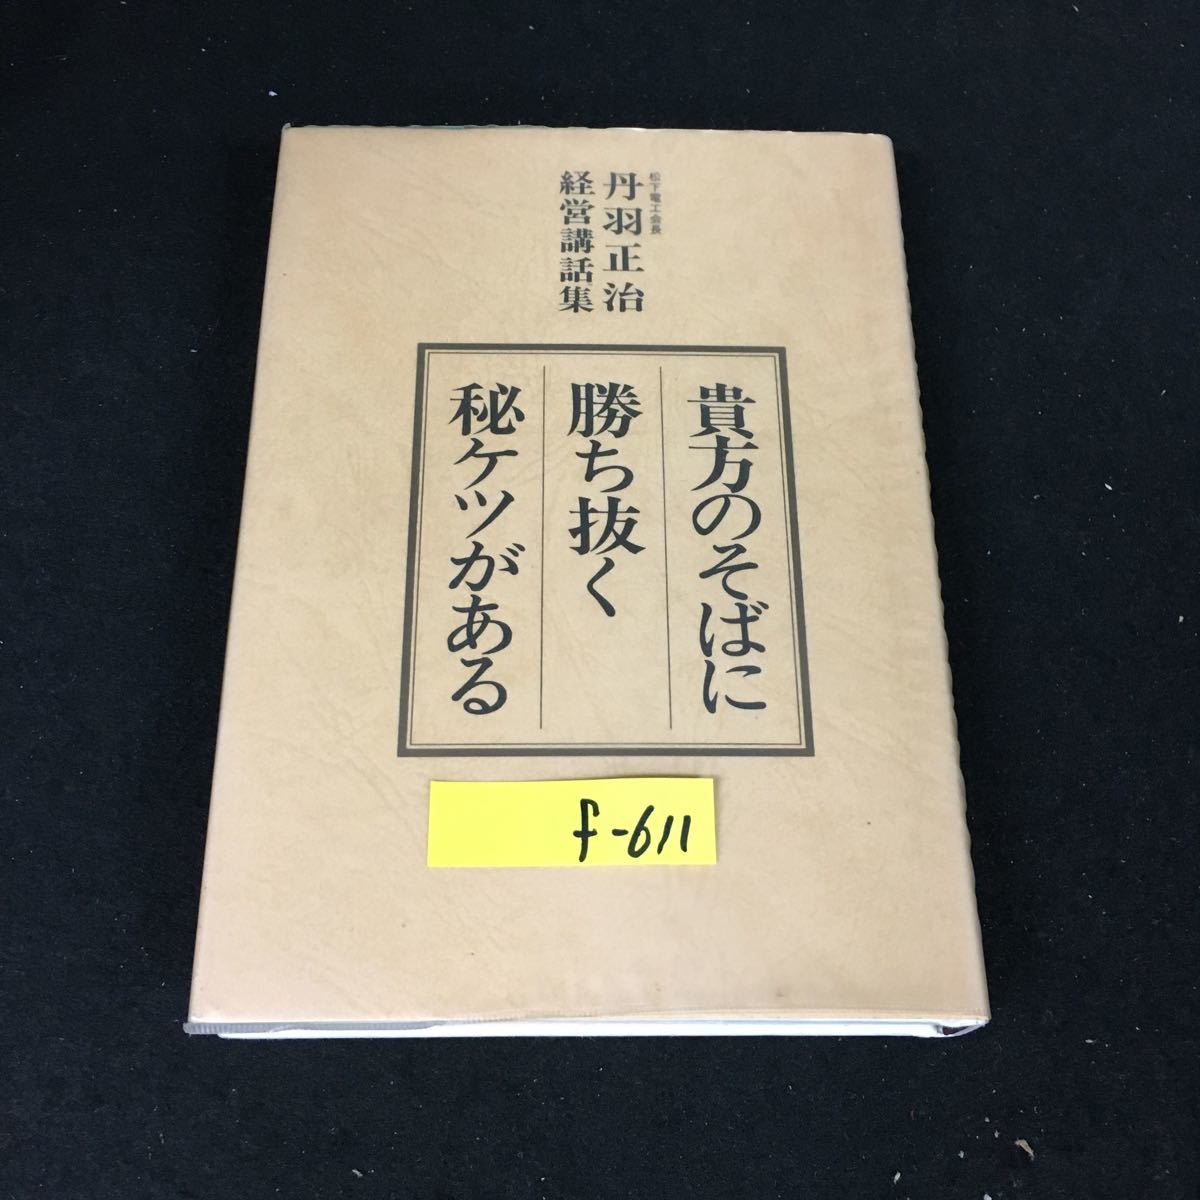 松下電工会長
丹羽正治
経営講話集
貴方のそばに
勝ち抜く
秘ケツがある
f-611